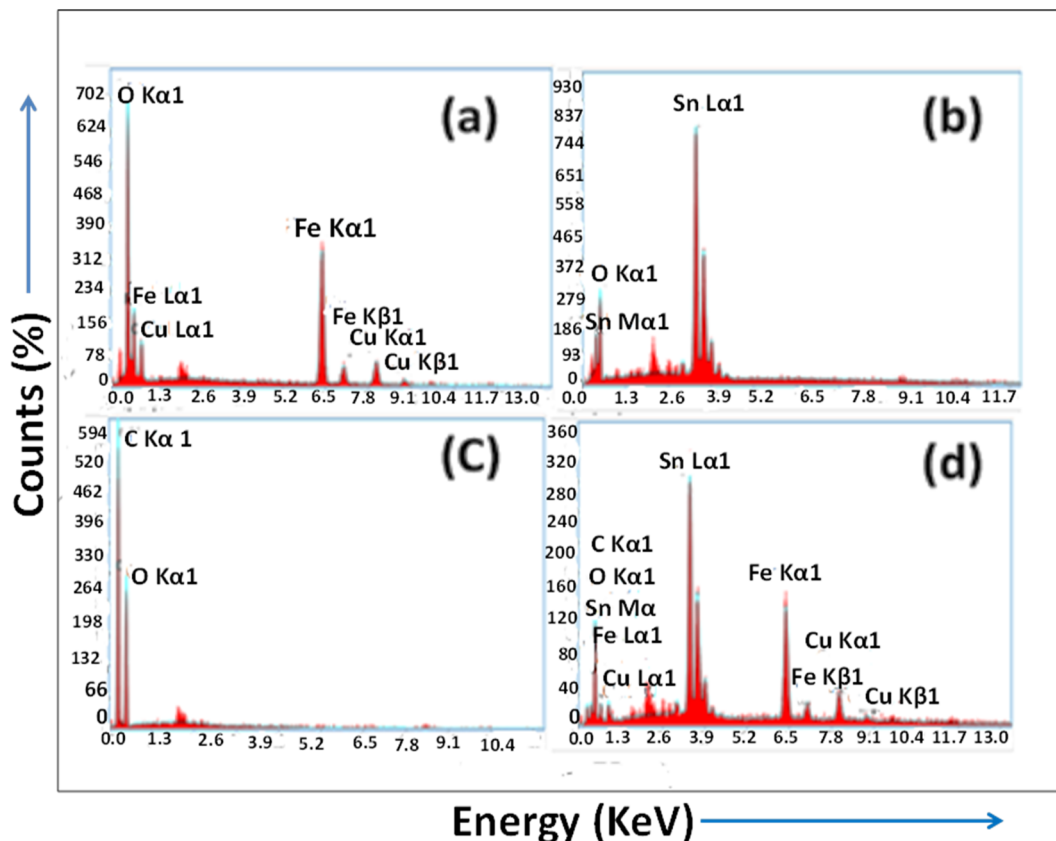 Counts (%)
(a)
702
624
546
468
390
312
234
156
78
0
O Kα1
Fe Lα1
Cu Lα1
Fe Kα1
Fe Kβ1
Cu Kα1
Cu Kβ1
0.0 1.3 2.6 3.9 5.2 6.5 7.8 9.1 10.4 11.7 13.0
(b)
930
837
744
651
558
465
372
279
186
93
0
Sn Lα1
O Kα1
Sn Mα1
0.0 1.3 2.6 3.9 5.2 6.5 7.8 9.1 10.4 11.7
(C)
594
520
462
396
330
264
198
132
66
0
C Kα 1
O Kα1
0.0 1.3 2.6 3.9 5.2 6.5 7.8 9.1 10.4
(d)
360
320
280
240
200
160
120
80
40
0
Sn Lα1
C Kα1
O Kα1
Sn Mα
Fe Lα1
Cu Lα1
Fe Kα1
Cu Kα1
Fe Kβ1
Cu Kβ1
0.0 1.3 2.6 3.9 5.2 6.5 7.8 9.1 10.4 11.7 13.0
Energy (KeV)